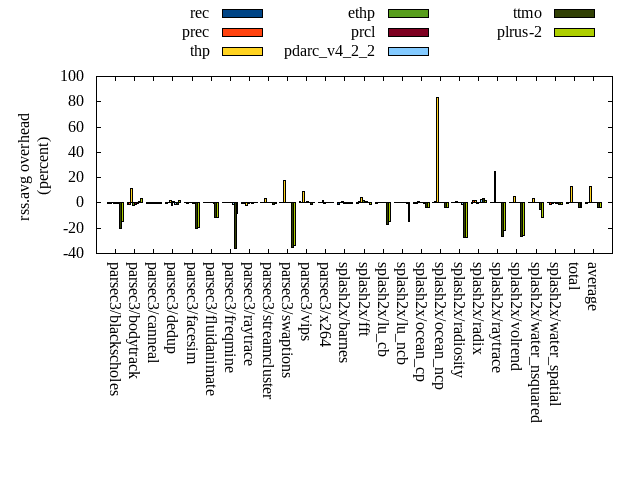 rec
prec
thp
ethp
prcl
pdarc_v4_2_2
ttmo
plrus-2
rss.avg overhead
(percent)
100
80
60
40
20
0
-20
-40
parsec3/blackscholes
parsec3/bodytrack
parsec3/canneal
parsec3/dedup
parsec3/facesim
parsec3/fluidanimate
parsec3/freqmine
parsec3/raytrace
parsec3/streamcluster
parsec3/swaptions
parsec3/vips
parsec3/x264
splash2x/barnes
splash2x/fft
splash2x/lu_cb
splash2x/lu_ncb
splash2x/ocean_cp
splash2x/ocean_ncp
splash2x/radiosity
splash2x/radix
splash2x/raytrace
splash2x/volrend
splash2x/water_nsquared
splash2x/water_spatial
total
average